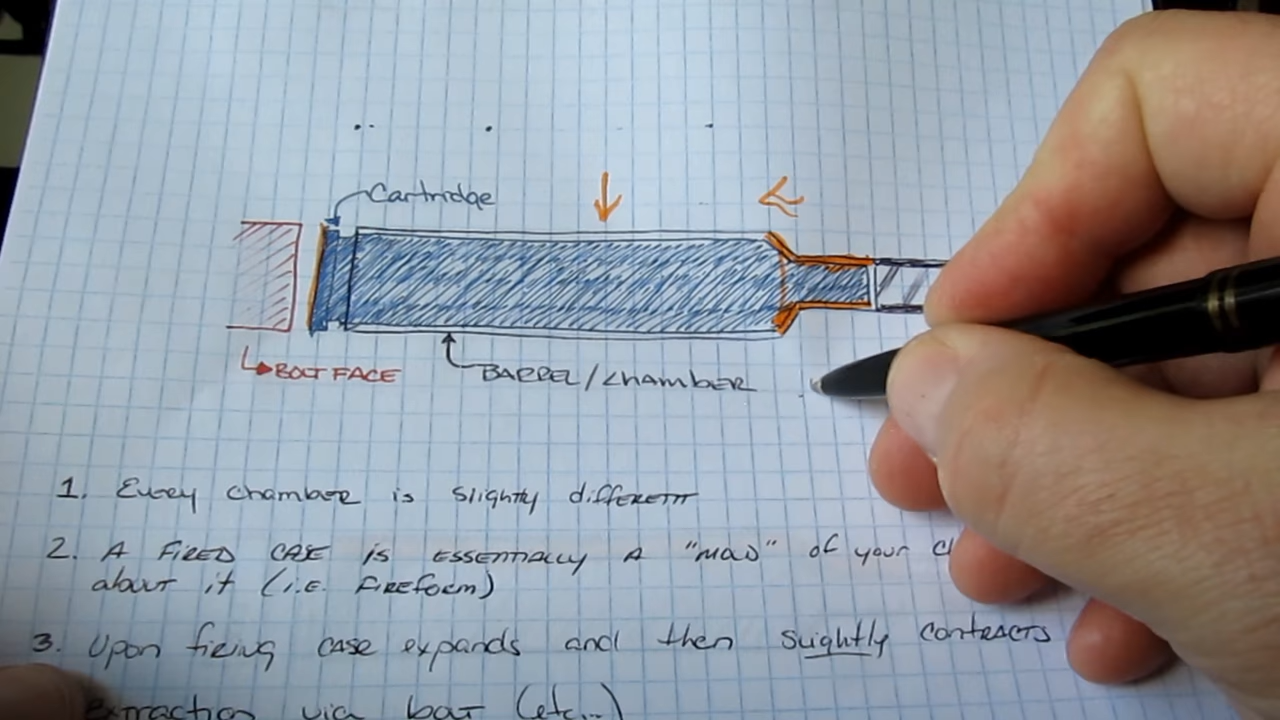 Cartridge
BOLT FACE
BARREL/Chamber
1. Every chamber is slightly different
2. A FIRED CASE is ESSENTIALLY A "MAP" of your
about it (i.e. Fireform)
3. Upon firing case expands and then slightly contracts
extraction via bolt (etc...)